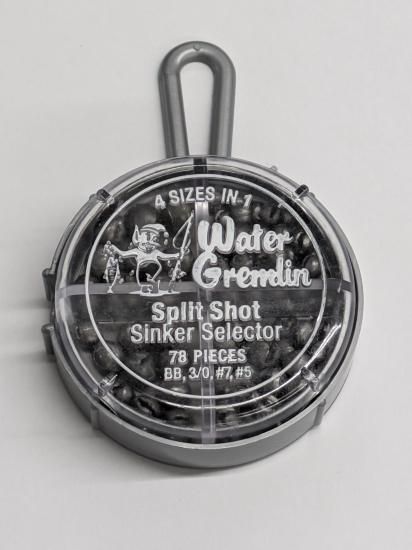 4 SIZES IN-1
Water
Gremlin
Split Shot
Sinker Selector
78 PIECES
BB, 3/0, #7, #5